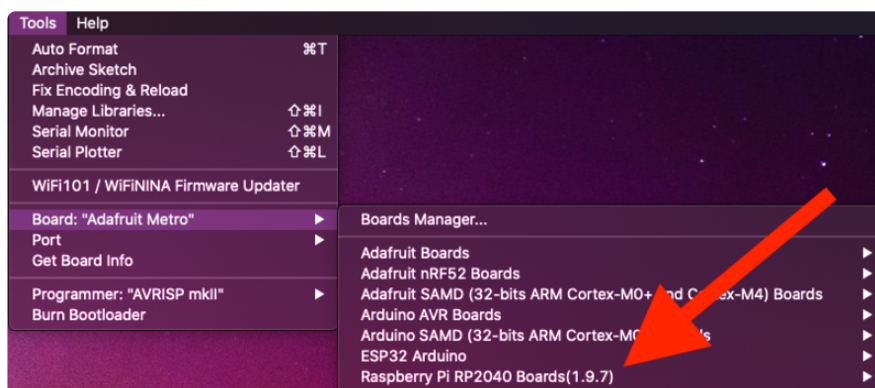 Tools Help
Auto Format ⌘T
Archive Sketch
Fix Encoding & Reload
Manage Libraries... ⇧⌘I
Serial Monitor ⇧⌘M
Serial Plotter ⇧⌘L
WiFi101 / WiFiNINA Firmware Updater
Board: "Adafruit Metro"
Port
Get Board Info
Programmer: "AVRISP mkII"
Burn Bootloader
Boards Manager...
Adafruit Boards
Adafruit nRF52 Boards
Adafruit SAMD (32-bits ARM Cortex-M0+ and Cortex-M4) Boards
Arduino AVR Boards
Arduino SAMD (32-bits ARM
ESP32 Arduino
Raspberry Pi RP2040 Boards(1.9.7)